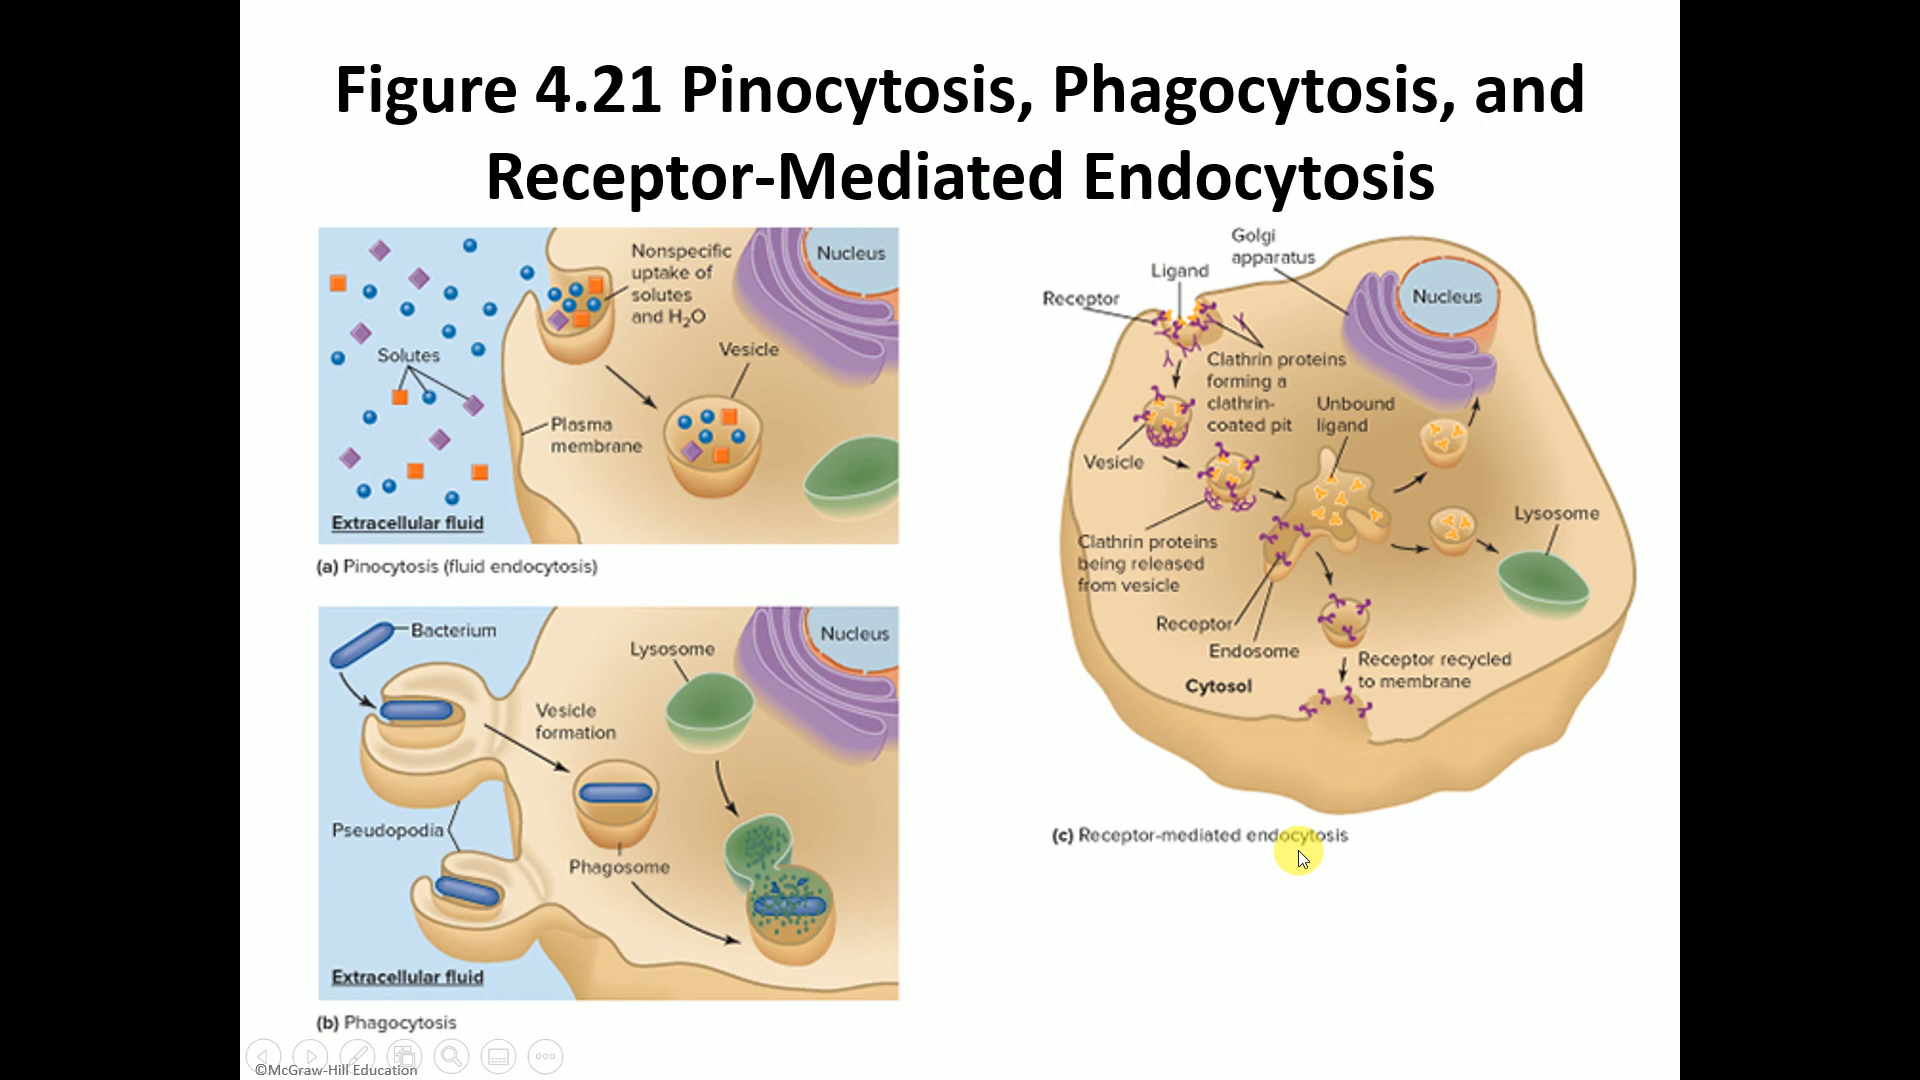 Figure 4.21 Pinocytosis, Phagocytosis, and
Receptor-Mediated Endocytosis
Nonspecific
uptake of
solutes
and H₂O
Nucleus
Solutes
Vesicle
Plasma
membrane
Extracellular fluid
(a) Pinocytosis (fluid endocytosis)
Bacterium
Lysosome
Nucleus
Vesicle
formation
Pseudopodia
Phagosome
Extracellular fluid
(b) Phagocytosis
Golgi
apparatus
Ligand
Receptor
Nucleus
Clathrin proteins
forming a
clathrin-
coated pit
Unbound
ligand
Vesicle
Lysosome
Clathrin proteins
being released
from vesicle
Receptor
Endosome
Receptor recycled
to membrane
Cytosol
(c) Receptor-mediated endocytosis
©McGraw-Hill Education